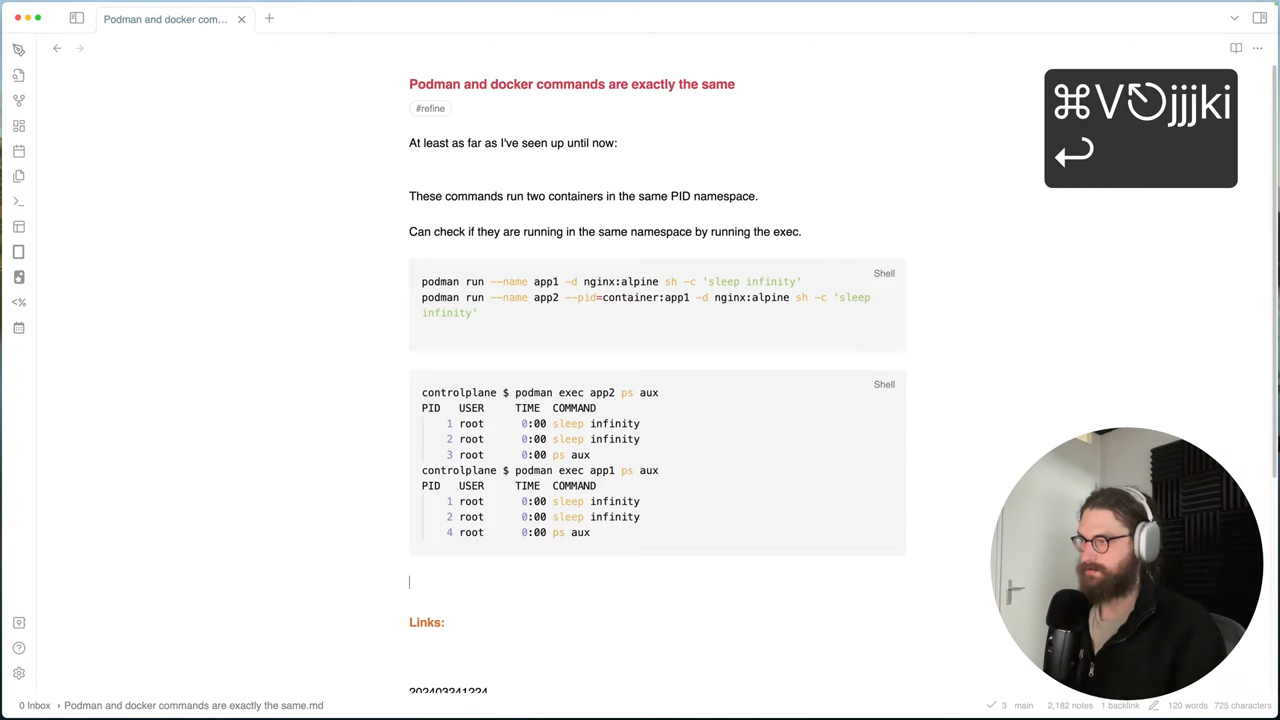 Podman and docker com...
⌘V⎋jjjki
↩
Podman and docker commands are exactly the same
#refine
At least as far as I've seen up until now:
These commands run two containers in the same PID namespace.
Can check if they are running in the same namespace by running the exec.
Shell
podman run --name app1 -d nginx:alpine sh -c 'sleep infinity'
podman run --name app2 --pid=container:app1 -d nginx:alpine sh -c 'sleep
infinity'
Shell
controlplane $ podman exec app2 ps aux
PID   USER     TIME  COMMAND
    1 root      0:00 sleep infinity
    2 root      0:00 sleep infinity
    3 root      0:00 ps aux
controlplane $ podman exec app1 ps aux
PID   USER     TIME  COMMAND
    1 root      0:00 sleep infinity
    2 root      0:00 sleep infinity
    4 root      0:00 ps aux
Links:
202403241224
0 Inbox › Podman and docker commands are exactly the same.md
3 main 2,182 notes 1 backlink 120 words 725 characters